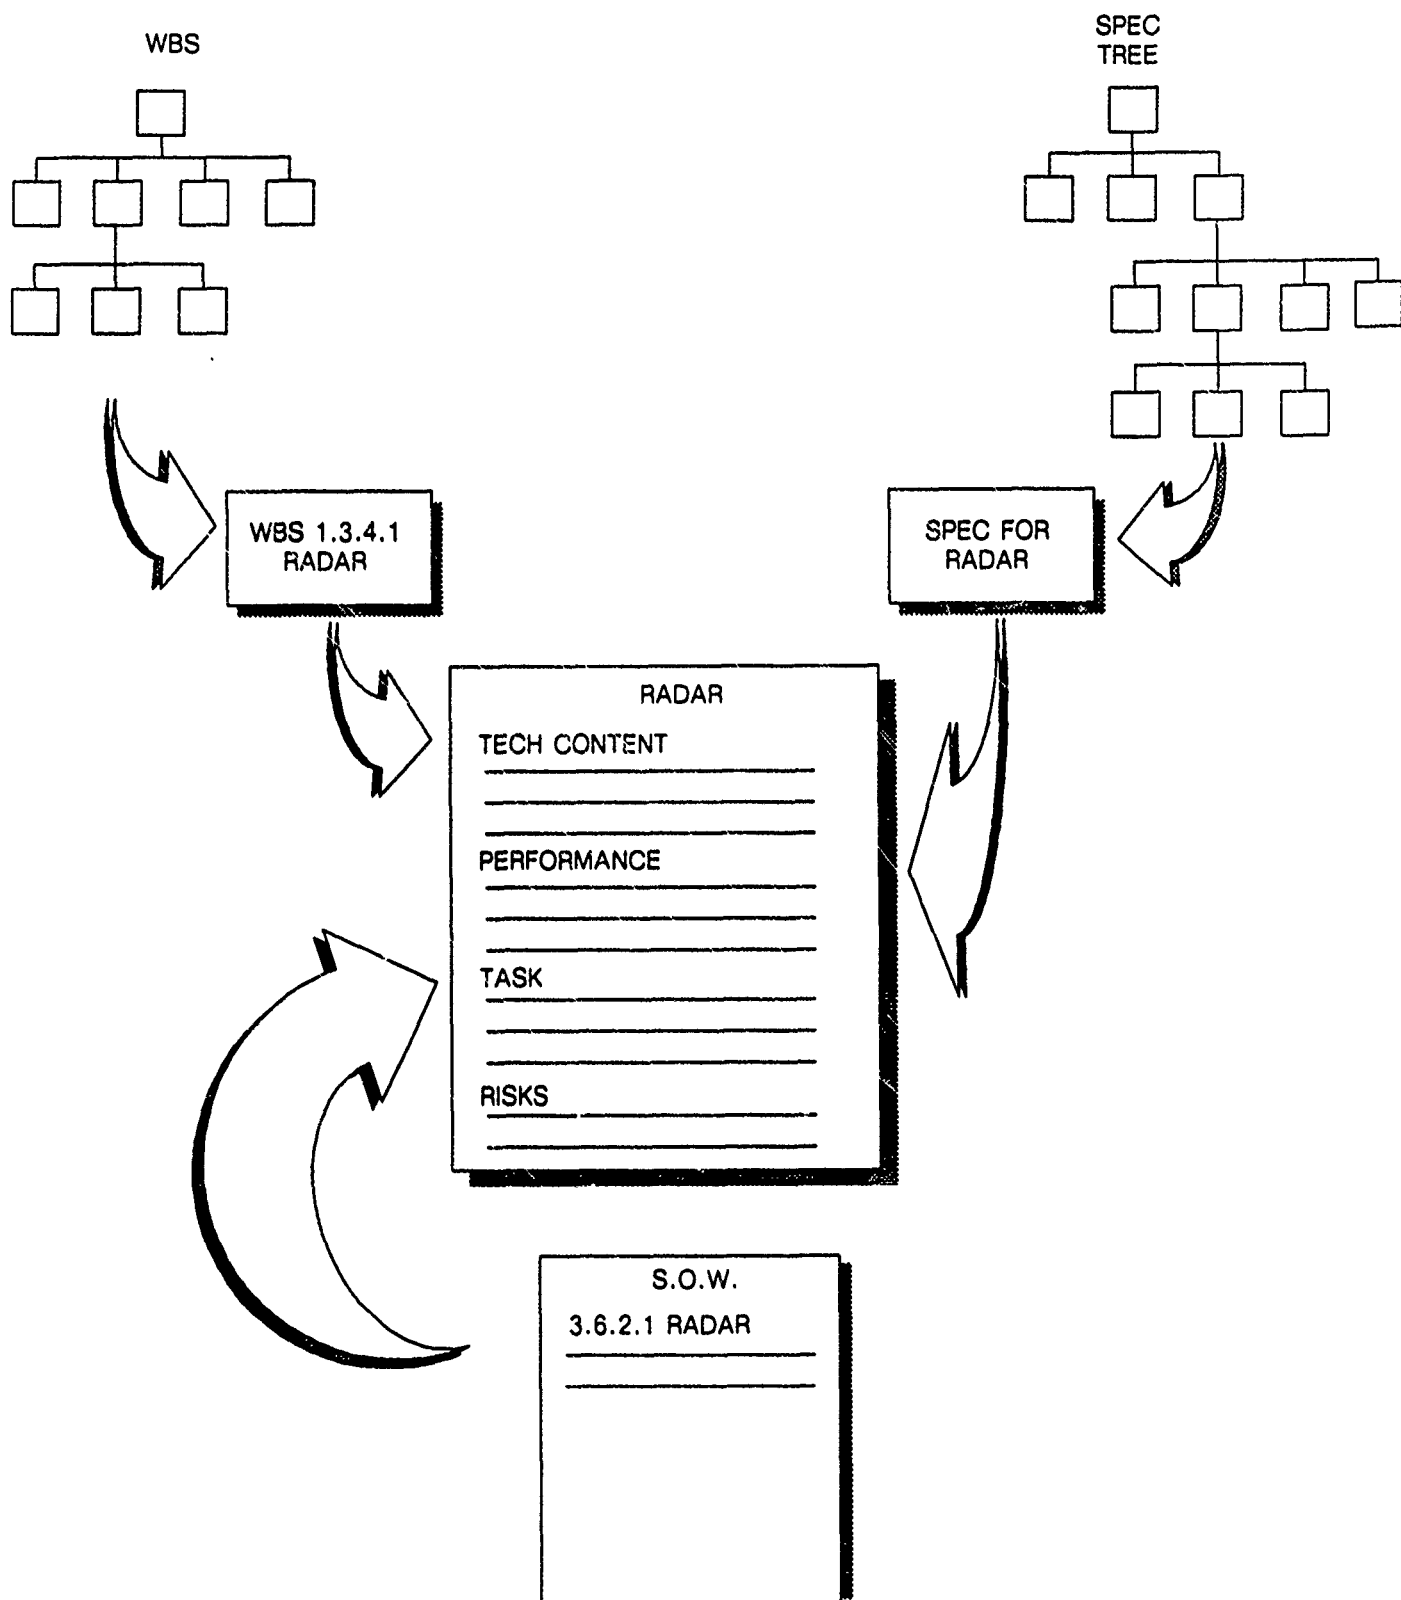 WBS
SPEC
TREE
WBS 1.3.4.1
RADAR
SPEC FOR
RADAR
RADAR
TECH CONTENT
PERFORMANCE
TASK
RISKS
S.O.W.
3.6.2.1 RADAR